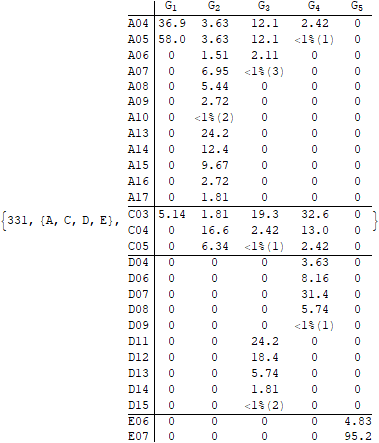 G1 G2 G3 G4 G5
A04 36.9 3.63 12.1 2.42 0
A05 58.0 3.63 12.1 <1%(1) 0
A06 0 1.51 2.11 0 0
A07 0 6.95 <1%(3) 0 0
A08 0 5.44 0 0 0
A09 0 2.72 0 0 0
A10 0 <1%(2) 0 0 0
A13 0 24.2 0 0 0
A14 0 12.4 0 0 0
A15 0 9.67 0 0 0
A16 0 2.72 0 0 0
A17 0 1.81 0 0 0
{331, {A, C, D, E}, C03 5.14 1.81 19.3 32.6 0 }
C04 0 16.6 2.42 13.0 0
C05 0 6.34 <1%(1) 2.42 0
D04 0 0 0 3.63 0
D06 0 0 0 8.16 0
D07 0 0 0 31.4 0
D08 0 0 0 5.74 0
D09 0 0 0 <1%(1) 0
D11 0 0 24.2 0 0
D12 0 0 18.4 0 0
D13 0 0 5.74 0 0
D14 0 0 1.81 0 0
D15 0 0 <1%(2) 0 0
E06 0 0 0 0 4.83
E07 0 0 0 0 95.2